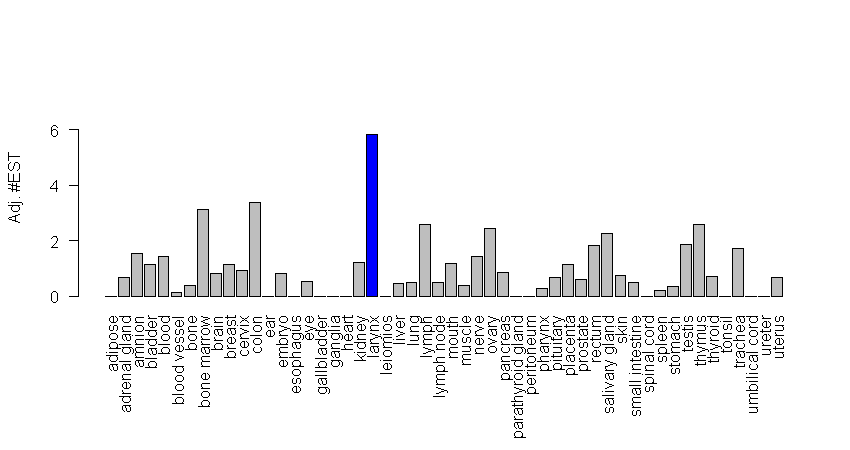 Adj. #EST
6
4
2
0
adipose
adrenal gland
amnion
bladder
blood
blood vessel
bone
bone marrow
brain
breast
cervix
colon
ear
embryo
esophagus
eye
gallbladder
ganglia
heart
kidney
larynx
leiomios
liver
lung
lymph
lymph node
mouth
muscle
nerve
ovary
pancreas
parathyroid gland
peritoneum
pharynx
pituitary
placenta
prostate
rectum
salivary gland
skin
small intestine
spinal cord
spleen
stomach
testis
thymus
thyroid
tonsil
trachea
umbilical cord
ureter
uterus